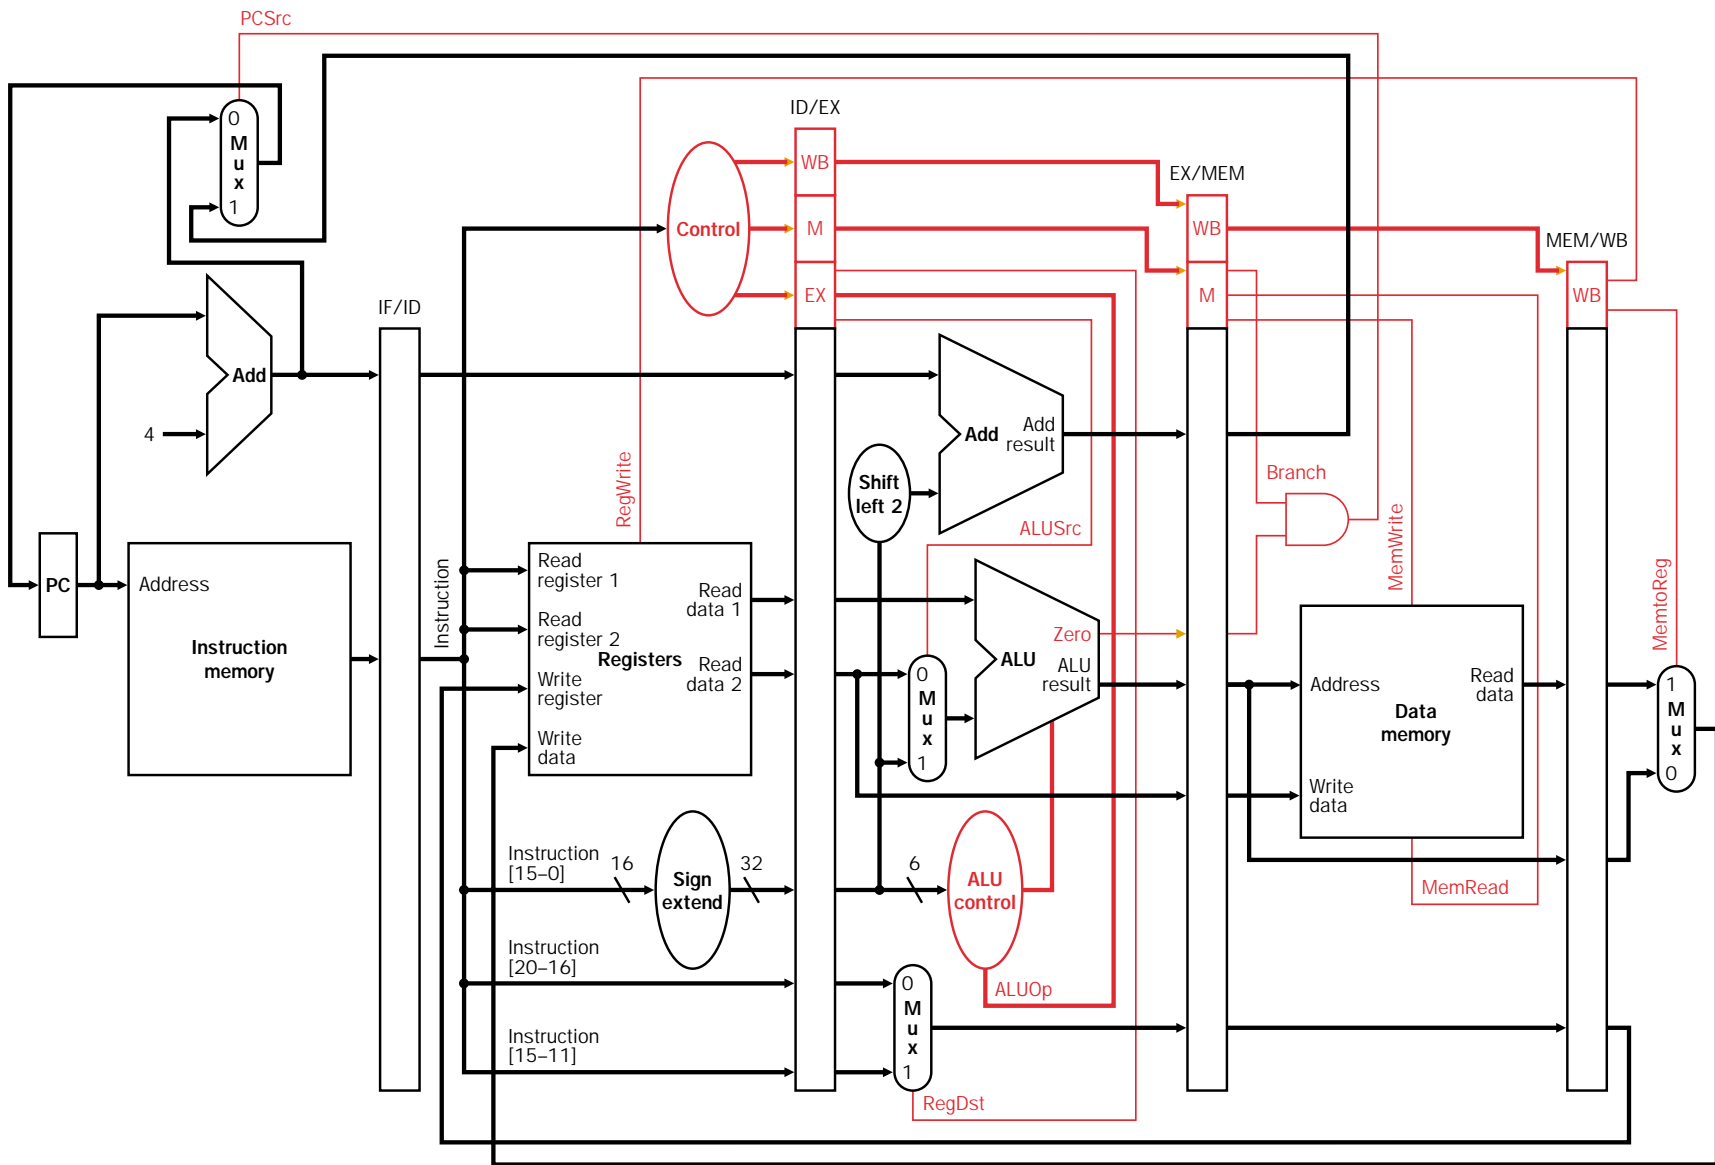 PCSrc
ID/EX
0
M
u
x
1
WB
EX/MEM
Control
M
WB
MEM/WB
EX
M
WB
IF/ID
Add
4
Add
Add
result
Shift
left 2
Branch
RegWrite
ALUSrc
MemWrite
MemtoReg
PC
Address
Instruction
memory
Instruction
Read
register 1
Read
register 2
Write
register
Write
data
Registers
Read
data 1
Read
data 2
0
M
u
x
1
Zero
ALU
ALU
result
Address
Read
data
Data
memory
Write
data
1
M
u
x
0
Instruction
[15–0]
16
Sign
extend
32
6
ALU
control
MemRead
Instruction
[20–16]
ALUOp
0
M
u
x
1
Instruction
[15–11]
RegDst